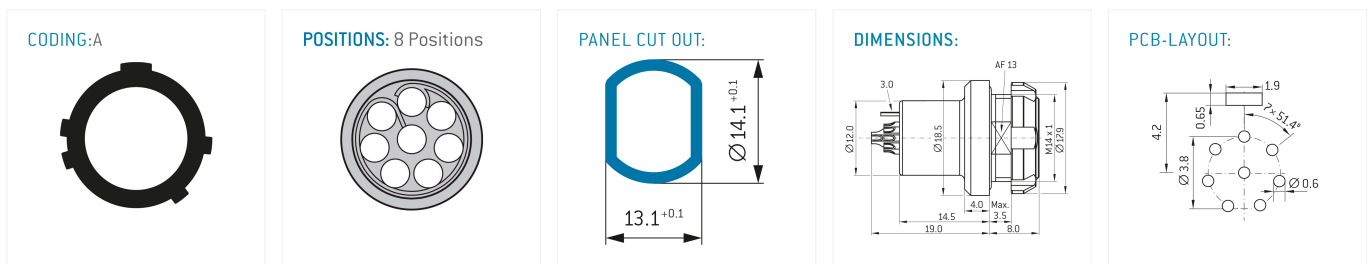 CODING:A
POSITIONS: 8 Positions
PANEL CUT OUT:
Ø 14.1 +0.1
13.1 +0.1
DIMENSIONS:
AF 13
3.0
Ø 12.0
Ø 18.5
M14 x 1
Ø 12.9
4.0
Max.
3.5
14.5
19.0
8.0
PCB-LAYOUT:
1.9
0.65
7× 51.4°
4.2
Ø 3.8
Ø 0.6